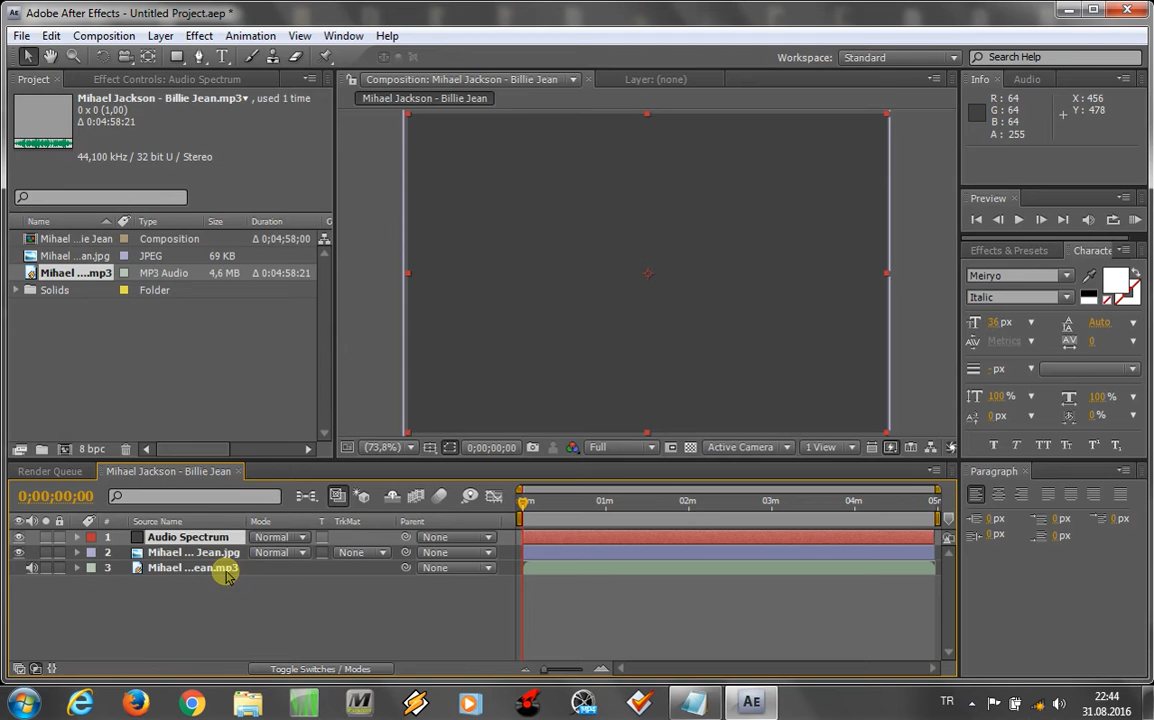 Adobe After Effects - Untitled Project.aep *
File Edit Composition Layer Effect Animation View Window Help
Workspace: Standard Search Help
Project Effect Controls: Audio Spectrum
Composition: Mihael Jackson - Billie Jean Layer: (none)
Info Audio
Mihael Jackson - Billie Jean
Mihael Jackson - Billie Jean.mp3▾, used 1 time
0 x 0 (1,00)
Δ 0:04:58:21
44,100 kHz / 32 bit U / Stereo
R : 64
G : 64
B : 64
A : 255
X : 456
Y : 478
Preview
Name Type Size Duration
Mihael ...ie Jean Composition Δ 0;04;58;00
Mihael ...an.jpg JPEG 69 KB
Mihael ....mp3 MP3 Audio 4,6 MB Δ 0:04:58:21
Solids Folder
Effects & Presets Characte
Meiryo
Italic
36 px Auto
Metrics 0
- px
100 % 100 %
0 px 0 %
T T TT Tr T¹ T₁
8 bpc
(73,8%) 0;00;00;00 Full Active Camera 1 View
Render Queue Mihael Jackson - Billie Jean
Paragraph
0;00;00;00
01m 02m 03m 04m
# Source Name Mode T TrkMat Parent
1 Audio Spectrum Normal None
2 Mihael ... Jean.jpg Normal None None
3 Mihael ...ean.mp3 None
0 px 0 px 0 px
0 px 0 px
Toggle Switches / Modes
MP4 Ae TR 22:44
31.08.2016